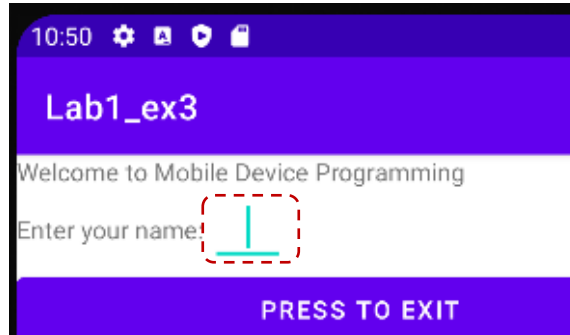 10:50
Lab1_ex3
Welcome to Mobile Device Programming
Enter your name:
PRESS TO EXIT